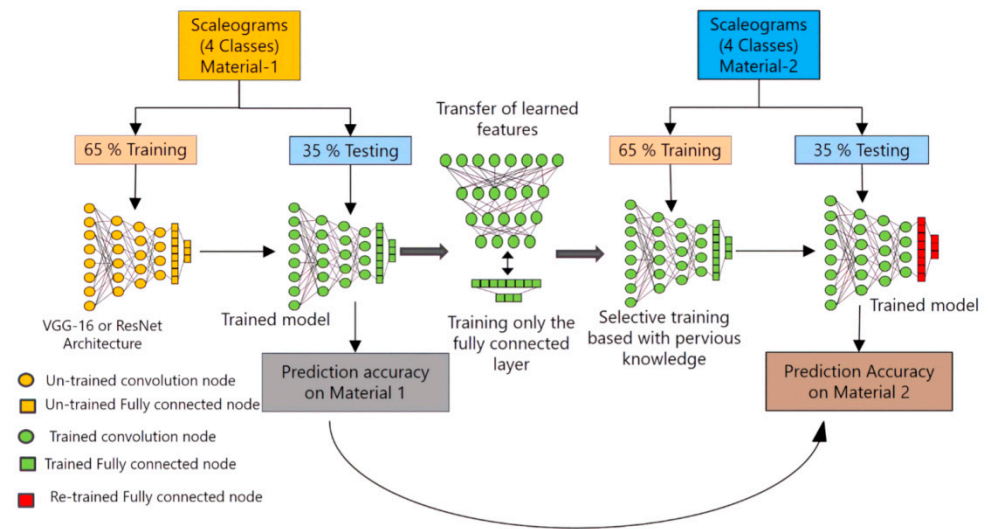 Scaleograms
(4 Classes)
Material-1
Scaleograms
(4 Classes)
Material-2
Transfer of learned
features
65 % Training
35 % Testing
65 % Training
35 % Testing
VGG-16 or ResNet
Architecture
Trained model
Training only the
fully connected
layer
Selective training
based with pervious
knowledge
Trained model
Prediction accuracy
on Material 1
Prediction Accuracy
on Material 2
Un-trained convolution node
Un-trained Fully connected node
Trained convolution node
Trained Fully connected node
Re-trained Fully connected node